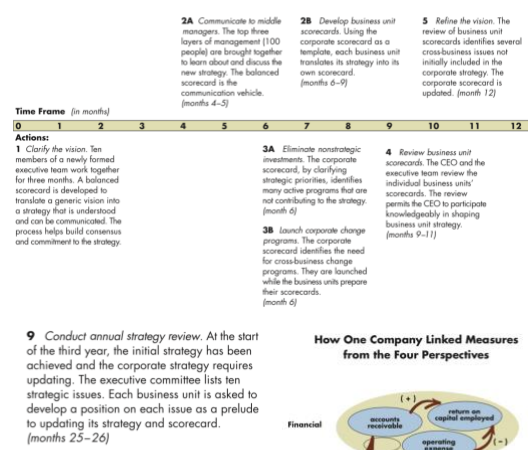 2A Communicate to middle
managers. The top three
layers of management (100
people) are brought together
to learn about and discuss the
new strategy. The balanced
scorecard is the
communication vehicle.
(months 4–5)
2B Develop business unit
scorecards. Using the
corporate scorecard as a
template, each business unit
translates its strategy into its
own scorecard.
(months 6–9)
5 Refine the vision. The
review of business unit
scorecards identifies several
cross-business issues not
initially included in the
corporate strategy. The
corporate scorecard is
updated. (month 12)
Time Frame (in months)
0 1 2 3 4 5 6 7 8 9 10 11 12
Actions:
1 Clarify the vision. Ten
members of a newly formed
executive team work together
for three months. A balanced
scorecard is developed to
translate a generic vision into
a strategy that is understood
and can be communicated. The
process helps build consensus
and commitment to the strategy.
3A Eliminate nonstrategic
investments. The corporate
scorecard, by clarifying
strategic priorities, identifies
many active programs that are
not contributing to the strategy.
(month 6)
3B Launch corporate change
programs. The corporate
scorecard identifies the need
for cross-business change
programs. They are launched
while the business units prepare
their scorecards.
(month 6)
4 Review business unit
scorecards. The CEO and the
executive team review the
individual business units'
scorecards. The review
permits the CEO to participate
knowledgeably in shaping
business unit strategy.
(months 9–11)
9 Conduct annual strategy review. At the start
of the third year, the initial strategy has been
achieved and the corporate strategy requires
updating. The executive committee lists ten
strategic issues. Each business unit is asked to
develop a position on each issue as a prelude
to updating its strategy and scorecard.
(months 25–26)
How One Company Linked Measures
from the Four Perspectives
Financial
(+)
accounts
receivable
return on
capital employed
operating
expense
(–)